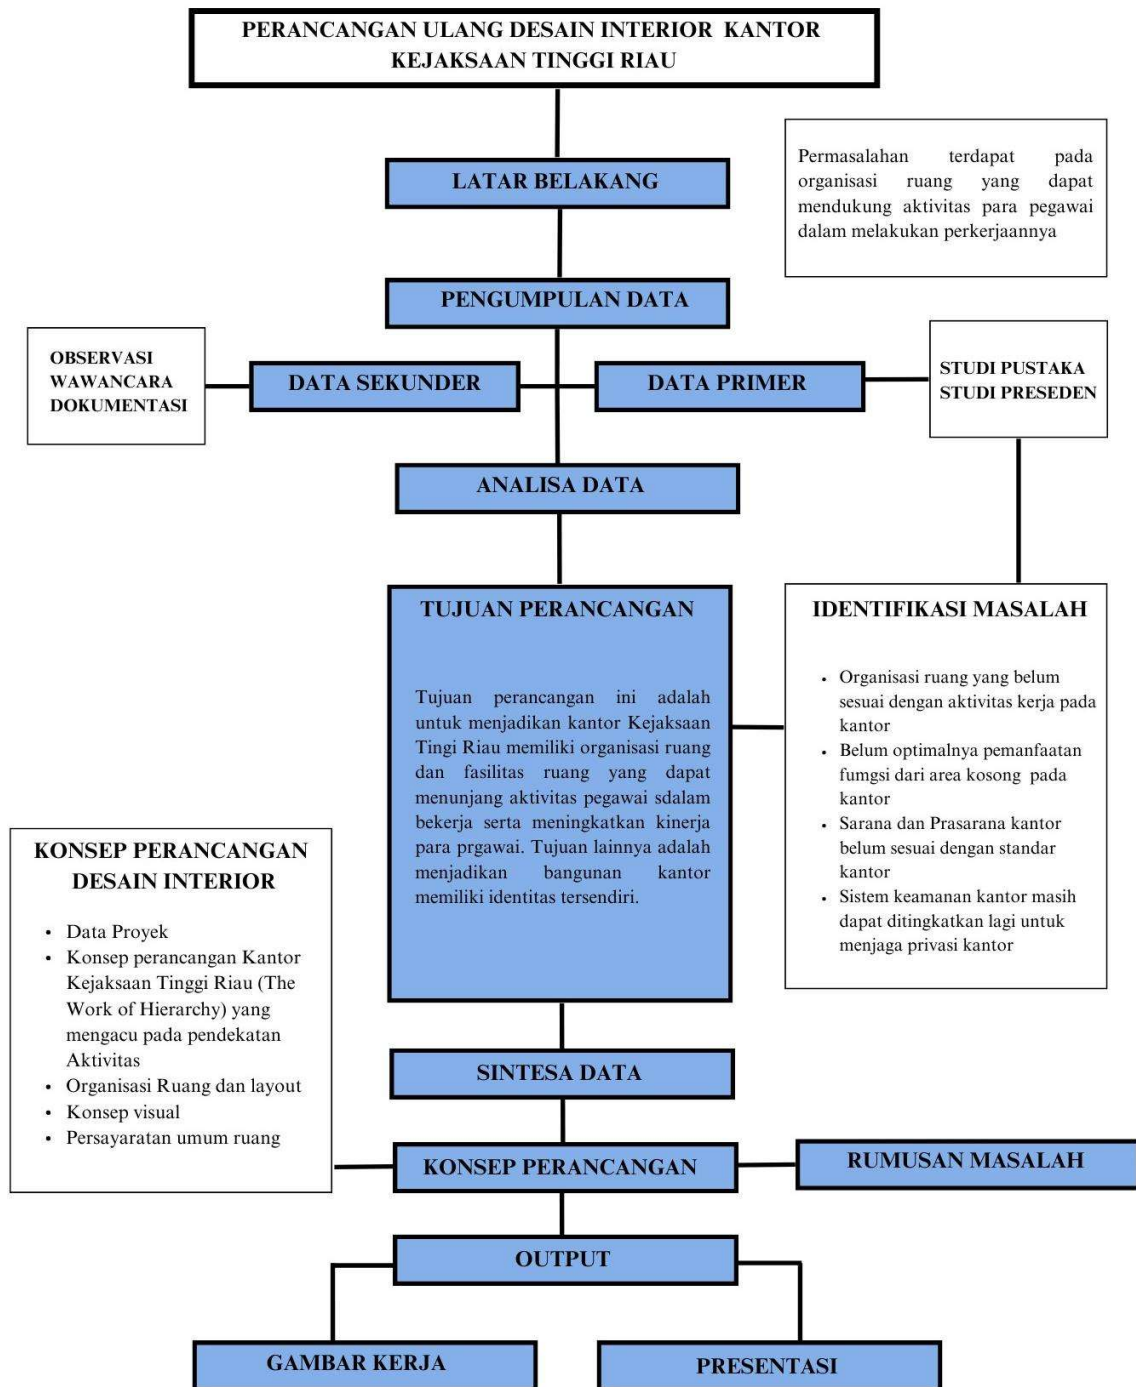 PERANCANGAN ULANG DESAIN INTERIOR KANTOR
KEJAKSAAN TINGGI RIAU
LATAR BELAKANG
Permasalahan terdapat pada
organisasi ruang yang dapat
mendukung aktivitas para pegawai
dalam melakukan perkerjaannya
PENGUMPULAN DATA
OBSERVASI
WAWANCARA
DOKUMENTASI
DATA SEKUNDER
DATA PRIMER
STUDI PUSTAKA
STUDI PRESEDEN
ANALISA DATA
TUJUAN PERANCANGAN
Tujuan perancangan ini adalah
untuk menjadikan kantor Kejaksaan
Tingi Riau memiliki organisasi ruang
dan fasilitas ruang yang dapat
menunjang aktivitas pegawai sdalam
bekerja serta meningkatkan kinerja
para prgawai. Tujuan lainnya adalah
menjadikan bangunan kantor
memiliki identitas tersendiri.
IDENTIFIKASI MASALAH
• Organisasi ruang yang belum
sesuai dengan aktivitas kerja pada
kantor
• Belum optimalnya pemanfaatan
fumgsi dari area kosong pada
kantor
• Sarana dan Prasarana kantor
belum sesuai dengan standar
kantor
• Sistem keamanan kantor masih
dapat ditingkatkan lagi untuk
menjaga privasi kantor
KONSEP PERANCANGAN
DESAIN INTERIOR
• Data Proyek
• Konsep perancangan Kantor
Kejaksaan Tinggi Riau (The
Work of Hierarchy) yang
mengacu pada pendekatan
Aktivitas
• Organisasi Ruang dan layout
• Konsep visual
• Persayaratan umum ruang
SINTESA DATA
KONSEP PERANCANGAN
RUMUSAN MASALAH
OUTPUT
GAMBAR KERJA
PRESENTASI